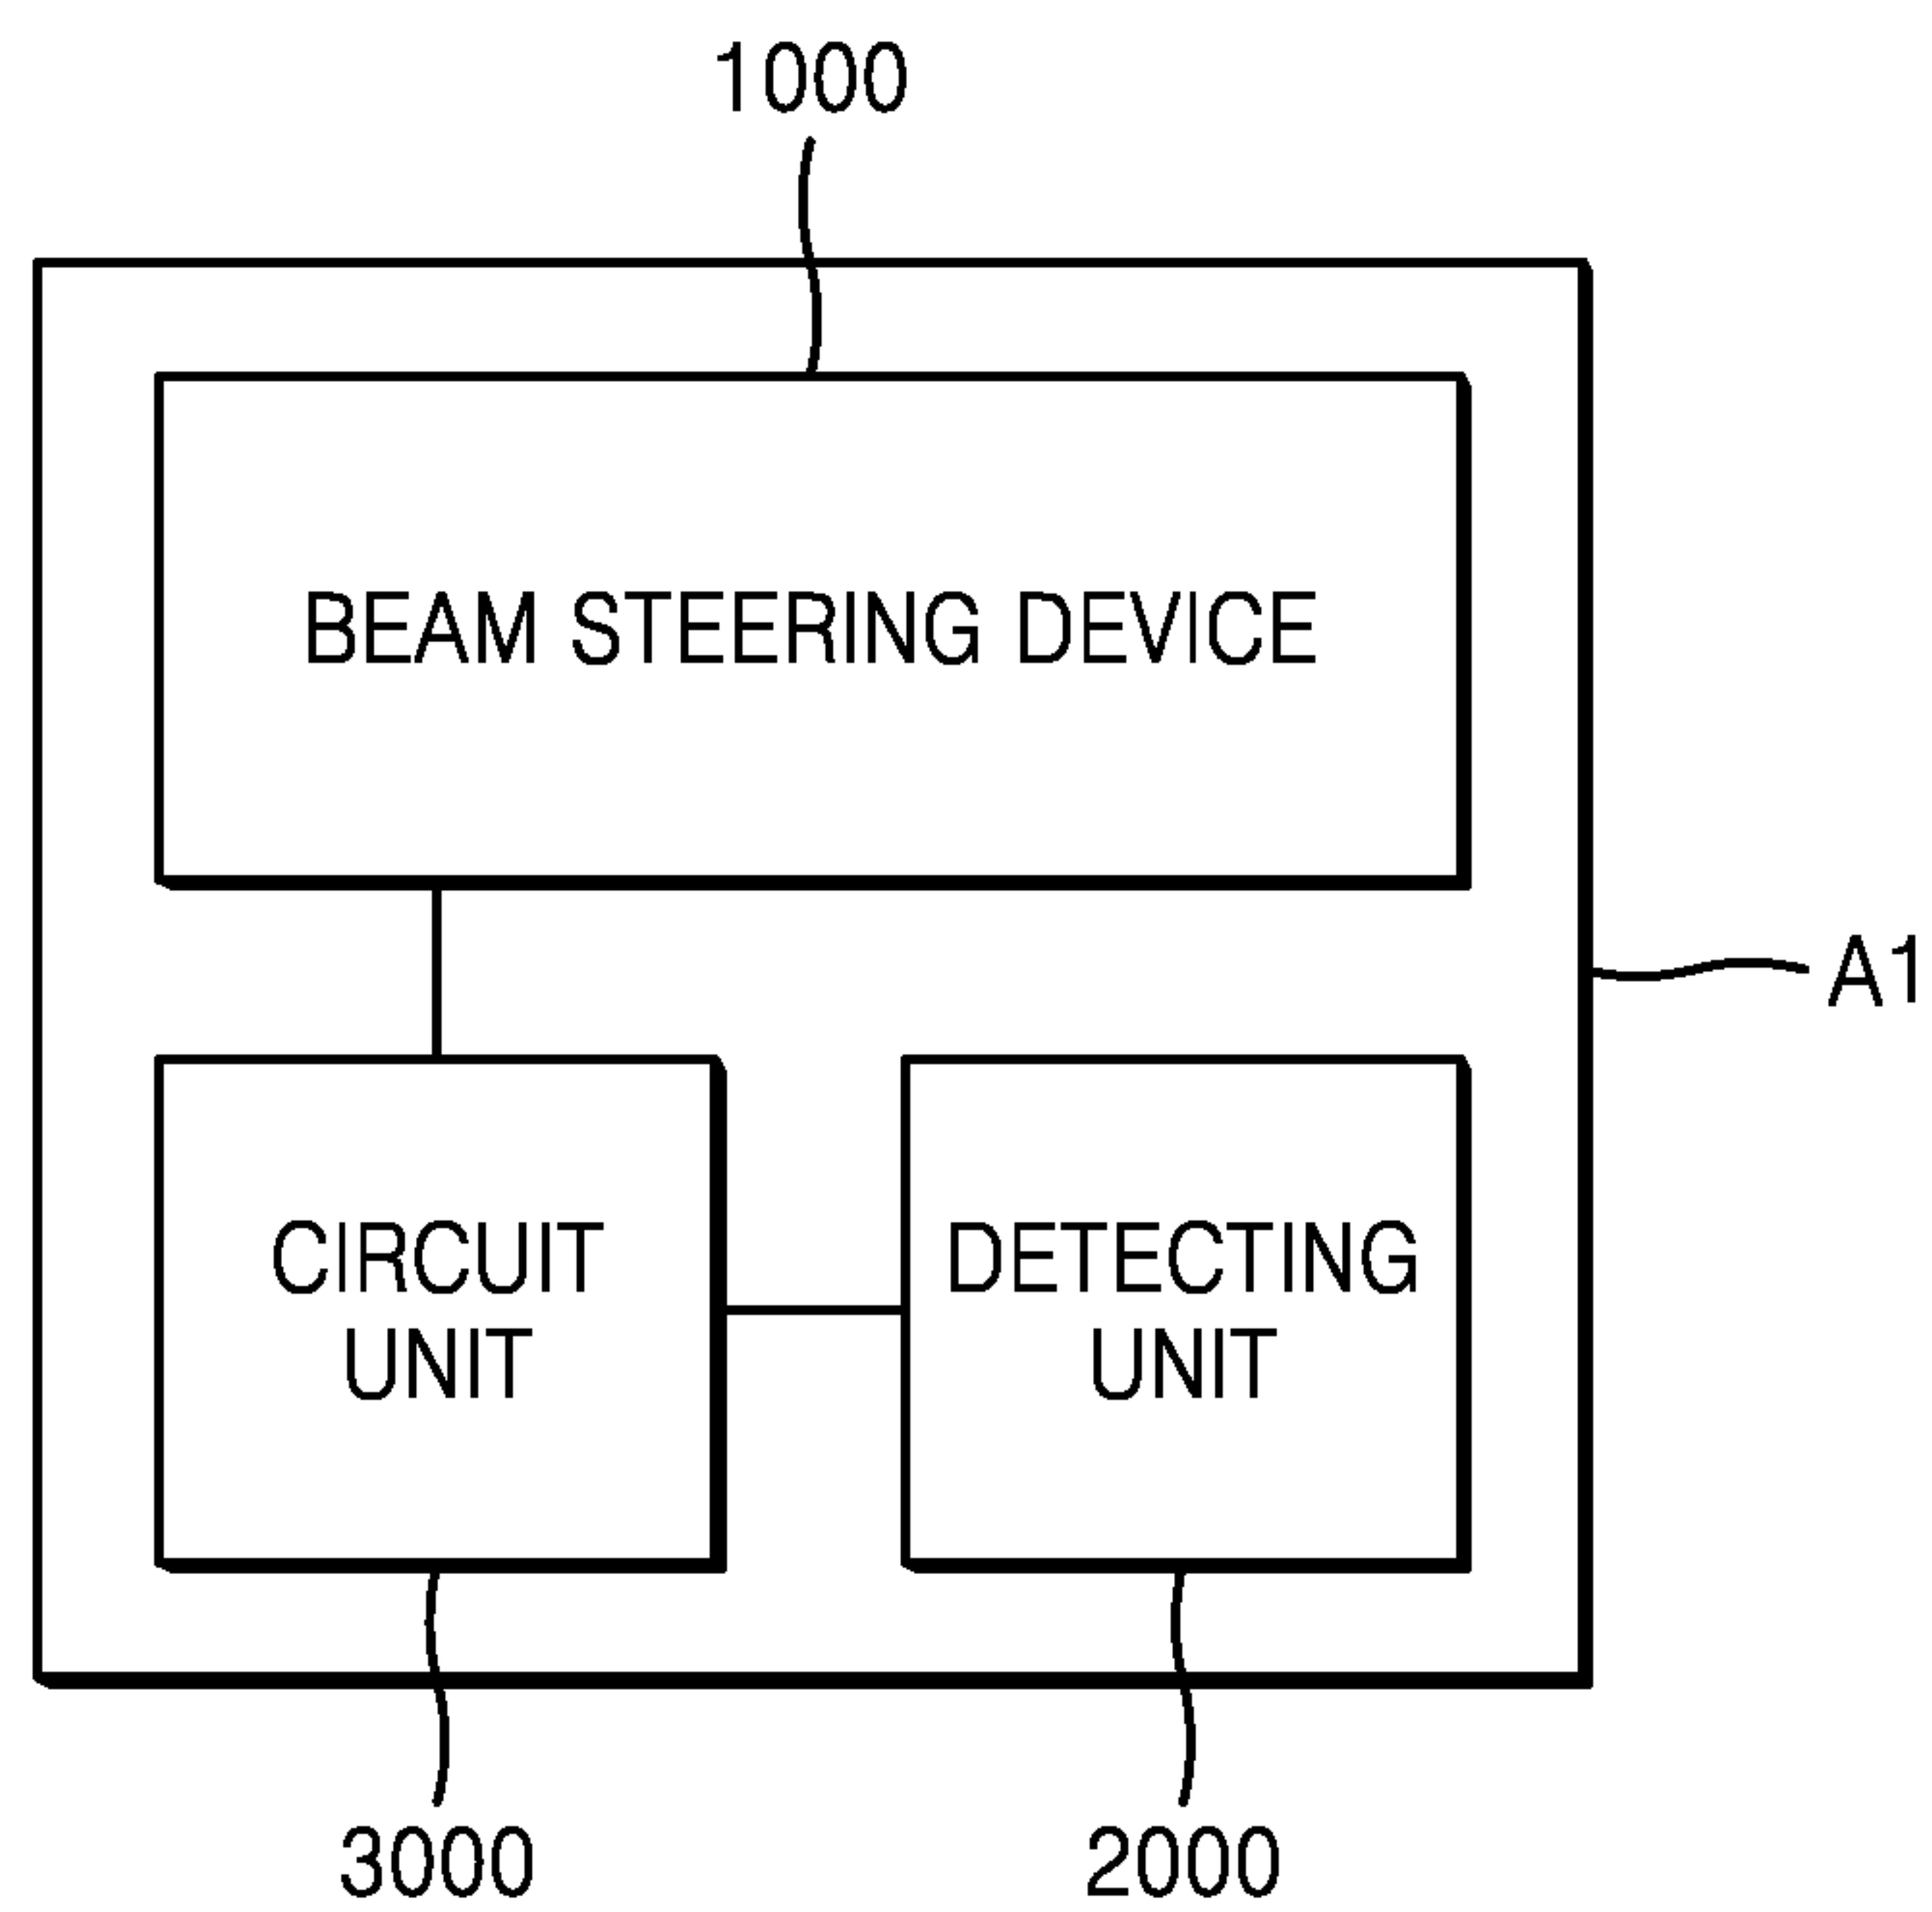 1000
BEAM STEERING DEVICE
A1
CIRCUIT
UNIT
DETECTING
UNIT
3000
2000